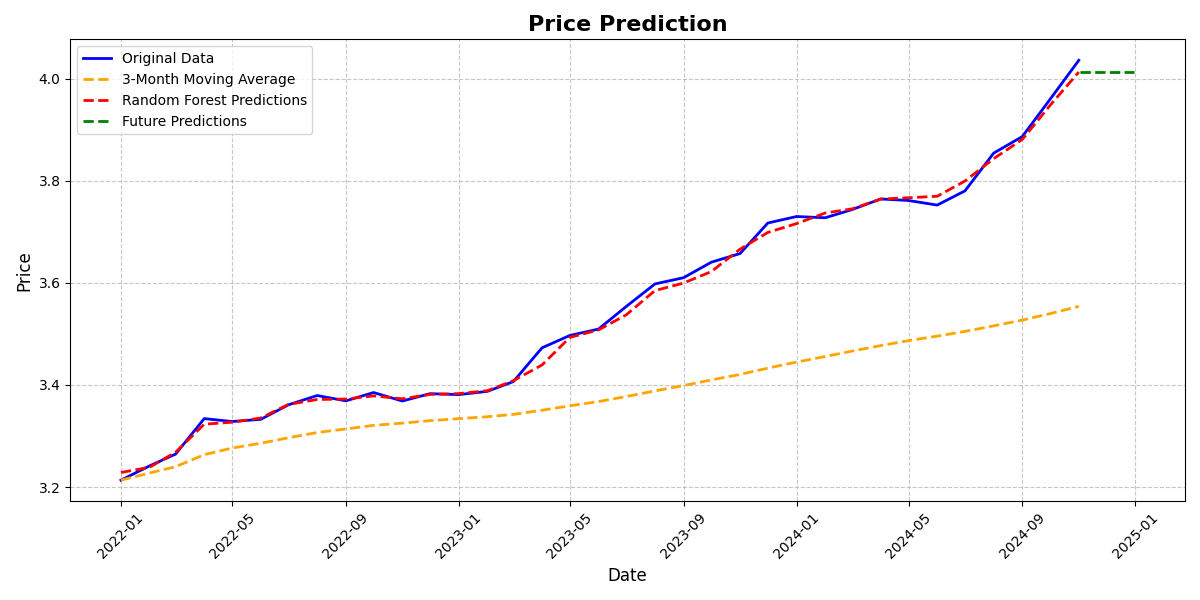 Price Prediction
Original Data
3-Month Moving Average
Random Forest Predictions
Future Predictions
Price
4.0
3.8
3.6
3.4
3.2
2022-01
2022-05
2022-09
2023-01
2023-05
2023-09
2024-01
2024-05
2024-09
2025-01
Date